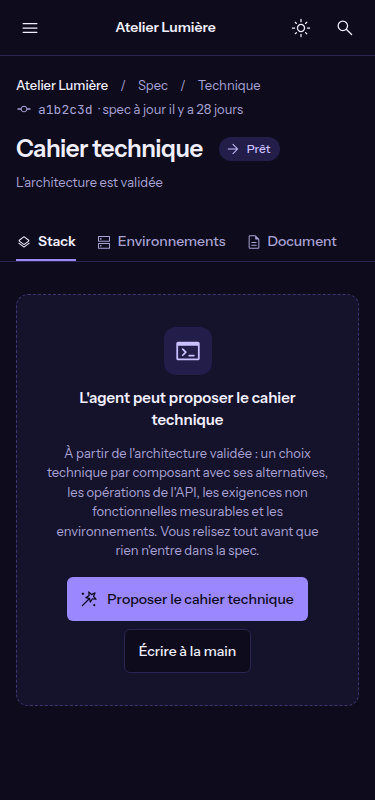 Atelier Lumière
Atelier Lumière / Spec / Technique
a1b2c3d · spec à jour il y a 28 jours
Cahier technique
Prêt
L'architecture est validée
Stack
Environnements
Document
L'agent peut proposer le cahier
technique
À partir de l'architecture validée : un choix
technique par composant avec ses alternatives,
les opérations de l'API, les exigences non
fonctionnelles mesurables et les
environnements. Vous relisez tout avant que
rien n'entre dans la spec.
Proposer le cahier technique
Écrire à la main